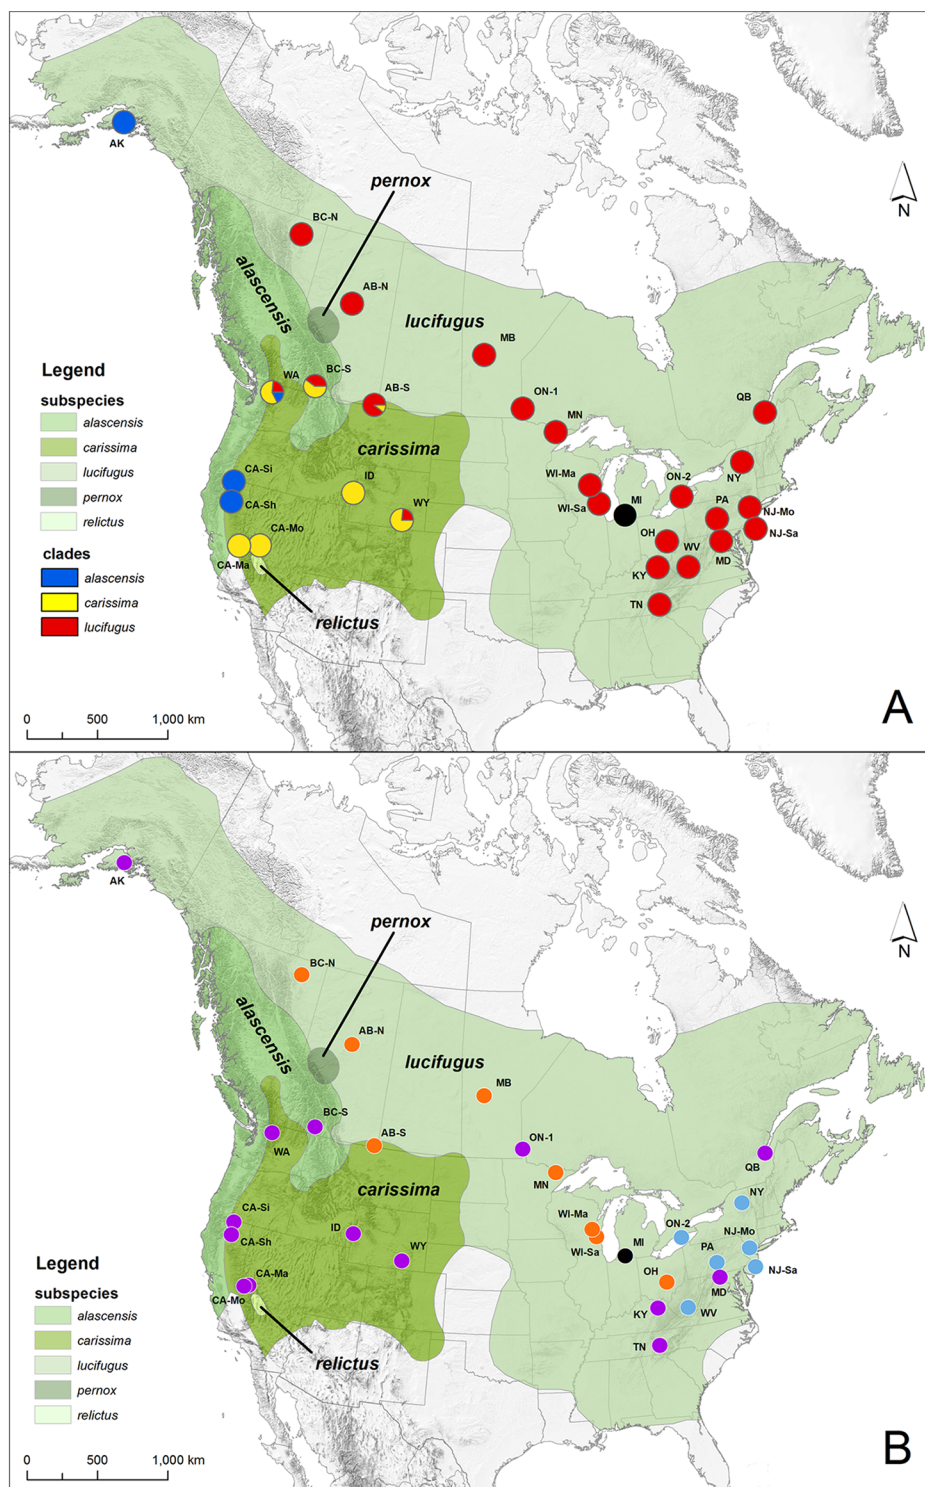 AK
pernox
BC-N
N
alascensis
AB-N
lucifugus
MB
Legend
subspecies
alascensis
carissima
lucifugus
pernox
relictus
clades
alascensis
carissima
lucifugus
WA
BC-S
AB-S
ON-1
MN
QB
carissima
CA-Si
ID
WI-Ma
ON-2
NY
CA-Sh
WY
WI-Sa
MI
PA
NJ-Mo
CA-Mo
OH
WV
NJ-Sa
CA-Ma
KY
MD
TN
relictus
0 500 1,000 km
A
AK
pernox
BC-N
N
alascensis
AB-N
lucifugus
MB
BC-S
AB-S
ON-1
WA
MN
QB
carissima
NY
CA-Si
WI-Ma
ON-2
NJ-Mo
ID
CA-Sh
WY
WI-Sa
MI
PA
NJ-Sa
CA-Ma
OH
MD
CA-Mo
KY
WV
TN
relictus
Legend
subspecies
alascensis
carissima
lucifugus
pernox
relictus
0 500 1,000 km
B